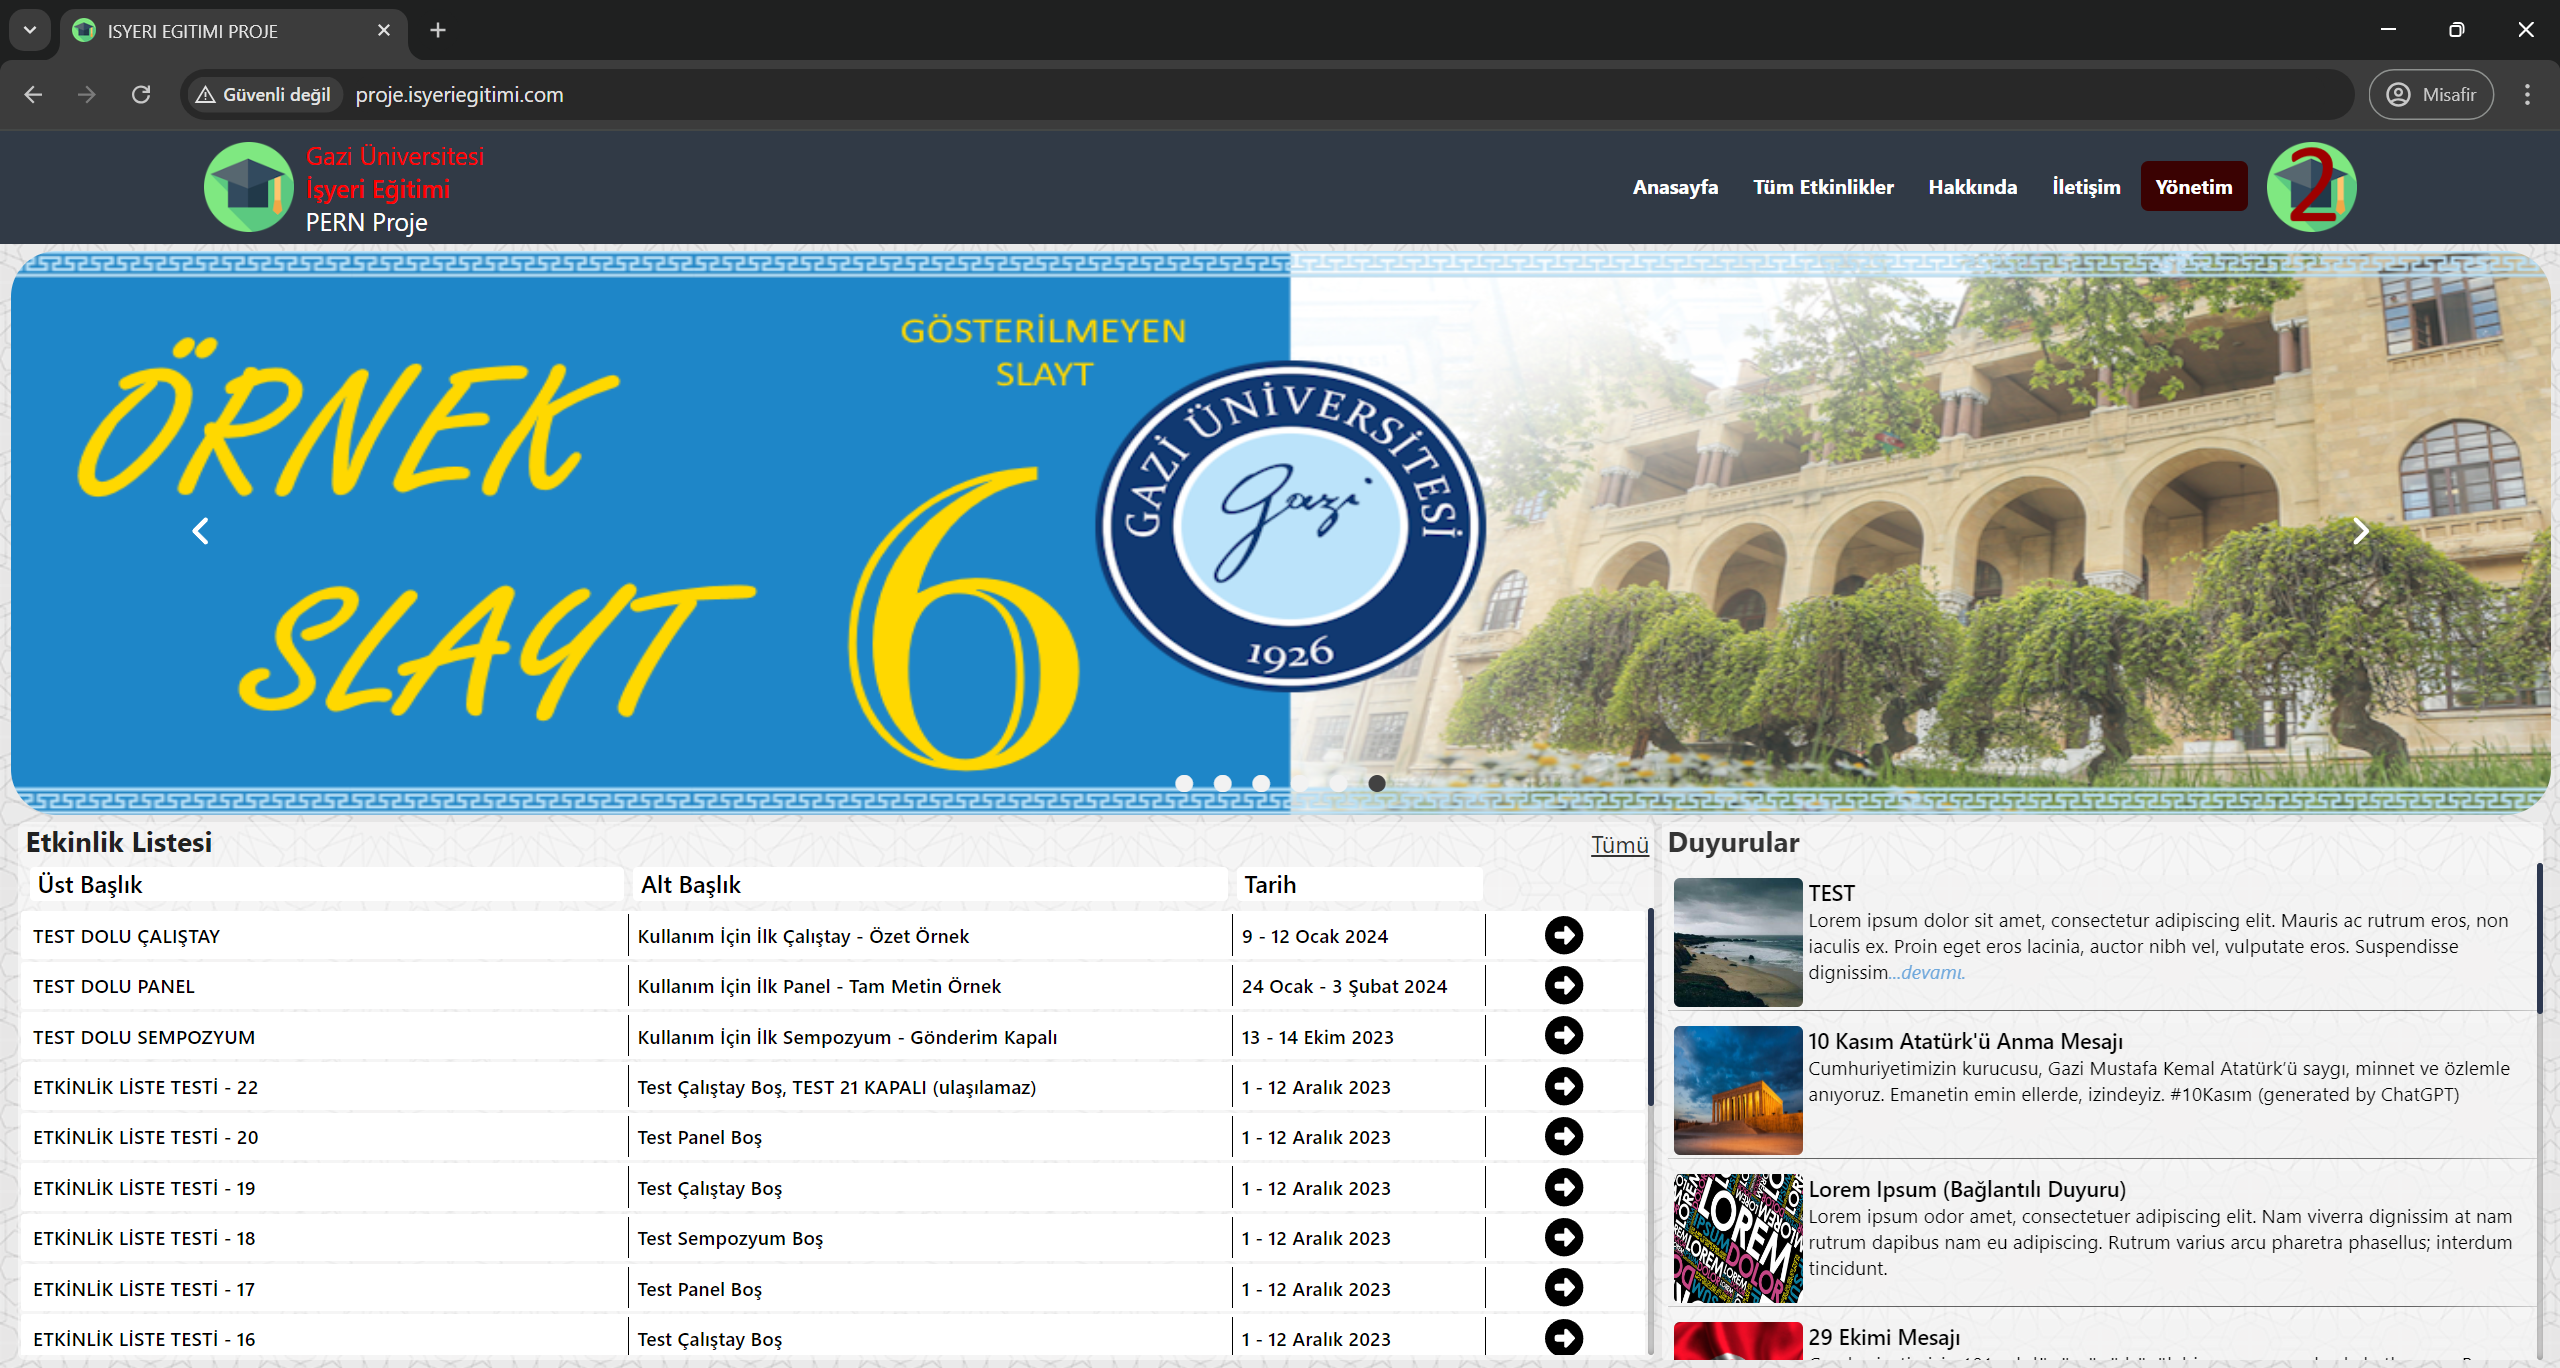 ISYERI EGITIMI PROJE
Güvenli değil
proje.isyeriegitimi.com
Misafir
Gazi Üniversitesi
İşyeri Eğitimi
PERN Proje
Anasayfa
Tüm Etkinlikler
Hakkında
İletişim
Yönetim
2
ÖRNEK
SLAYT
GÖSTERİLMEYEN
SLAYT
6
GAZİ ÜNİVERSİTESİ
gazi
1926
Etkinlik Listesi
Tümü
Üst Başlık Alt Başlık Tarih
TEST DOLU ÇALIŞTAY Kullanım İçin İlk Çalıştay - Özet Örnek 9 - 12 Ocak 2024
TEST DOLU PANEL Kullanım İçin İlk Panel - Tam Metin Örnek 24 Ocak - 3 Şubat 2024
TEST DOLU SEMPOZYUM Kullanım İçin İlk Sempozyum - Gönderim Kapalı 13 - 14 Ekim 2023
ETKİNLİK LİSTE TESTİ - 22 Test Çalıştay Boş, TEST 21 KAPALI (ulaşılamaz) 1 - 12 Aralık 2023
ETKİNLİK LİSTE TESTİ - 20 Test Panel Boş 1 - 12 Aralık 2023
ETKİNLİK LİSTE TESTİ - 19 Test Çalıştay Boş 1 - 12 Aralık 2023
ETKİNLİK LİSTE TESTİ - 18 Test Sempozyum Boş 1 - 12 Aralık 2023
ETKİNLİK LİSTE TESTİ - 17 Test Panel Boş 1 - 12 Aralık 2023
ETKİNLİK LİSTE TESTİ - 16 Test Çalıştay Boş 1 - 12 Aralık 2023
Duyurular
TEST
Lorem ipsum dolor sit amet, consectetur adipiscing elit. Mauris ac rutrum eros, non
iaculis ex. Proin eget eros lacinia, auctor nibh vel, vulputate eros. Suspendisse
dignissim...devamı.
10 Kasım Atatürk'ü Anma Mesajı
Cumhuriyetimizin kurucusu, Gazi Mustafa Kemal Atatürk'ü saygı, minnet ve özlemle
anıyoruz. Emanetin emin ellerde, izindeyiz. #10Kasım (generated by ChatGPT)
Lorem Ipsum (Bağlantılı Duyuru)
Lorem ipsum odor amet, consectetuer adipiscing elit. Nam viverra dignissim at nam
rutrum dapibus nam eu adipiscing. Rutrum varius arcu pharetra phasellus; interdum
tincidunt.
LOREM
IPSUM DOLOR
29 Ekimi Mesajı